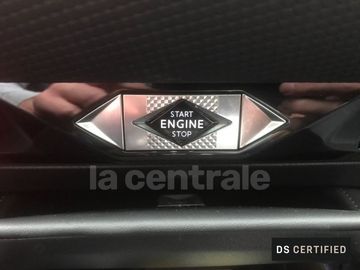 START
ENGINE
STOP
la centrale
DS CERTIFIED